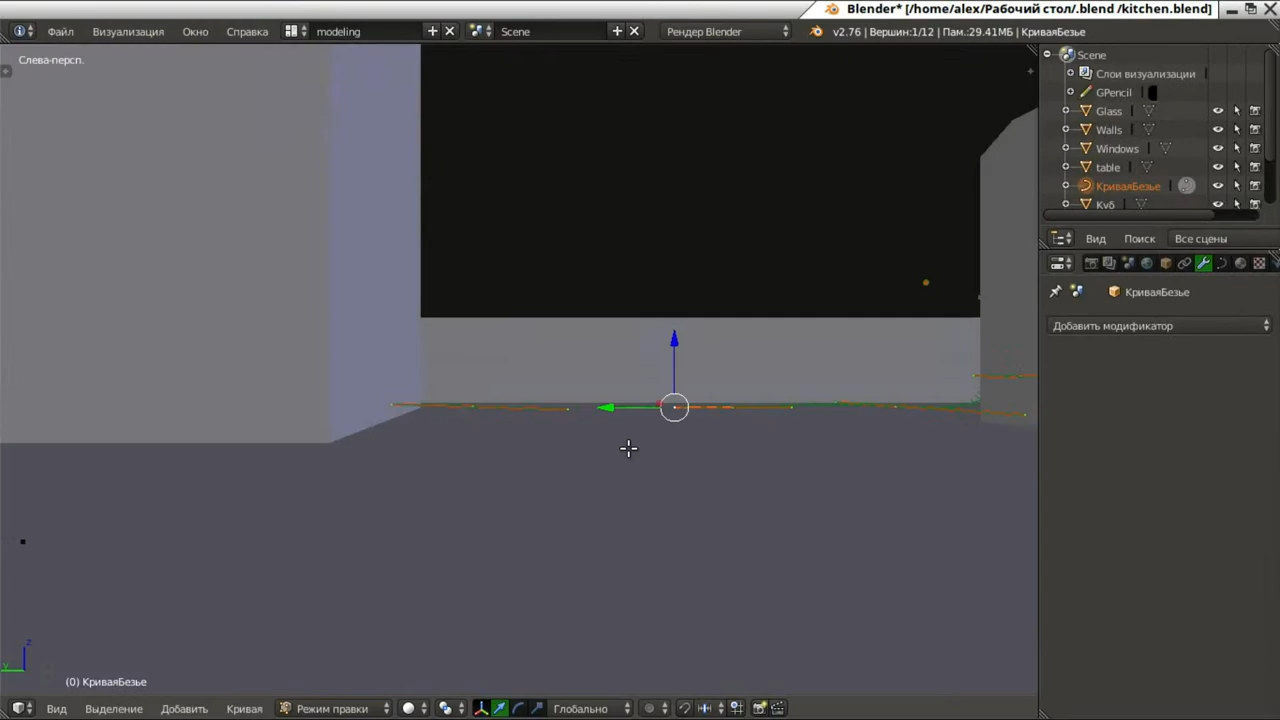 Blender* [/home/alex/Рабочий стол/.blend /kitchen.blend]
Файл Визуализация Окно Справка modeling Scene Рендер Blender v2.76 | Вершин:1/12 | Пам.:29.41МБ | КриваяБезье
Слева-персп.
Scene
Слои визуализации
GPencil
Glass
Walls
Windows
table
КриваяБезье
Куб
Вид Поиск Все сцены
КриваяБезье
Добавить модификатор
z
y
(0) КриваяБезье
Вид Выделение Добавить Кривая Режим правки Глобально